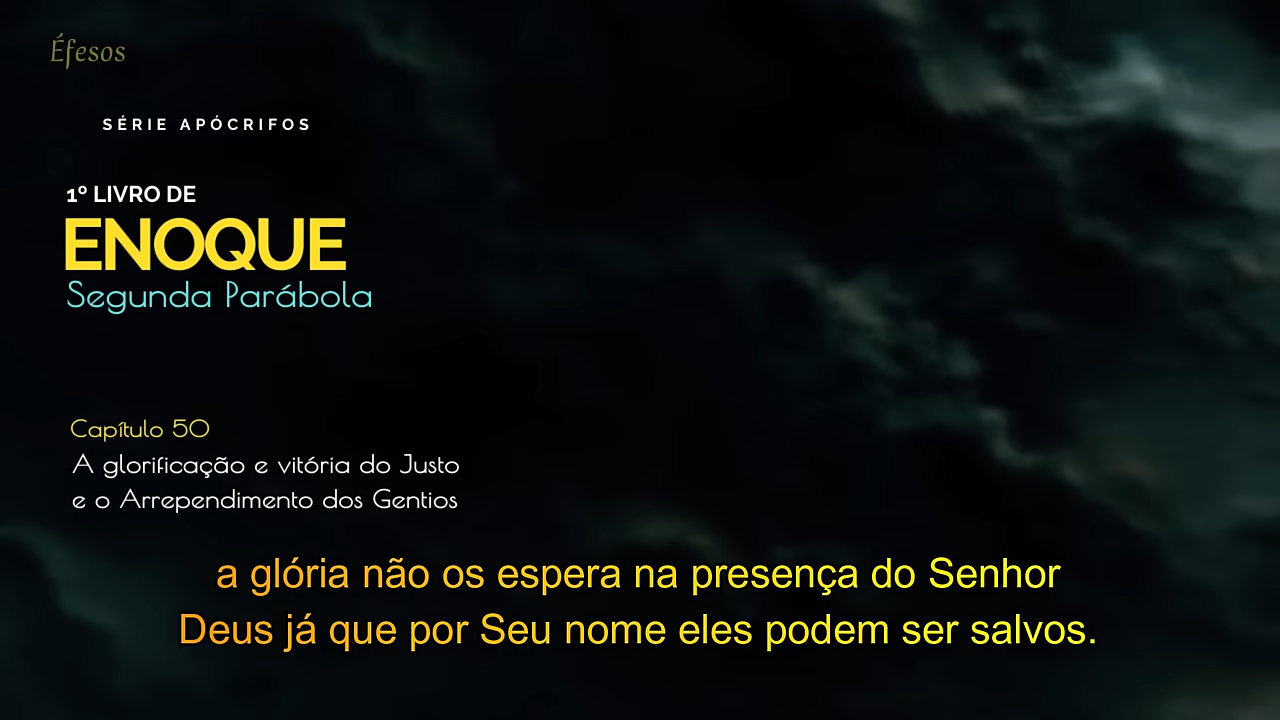 Éfesos
SÉRIE APÓCRIFOS
1º LIVRO DE
ENOQUE
Segunda Parábola
Capítulo 50
A glorificação e vitória do Justo
e o Arrependimento dos Gentios
a glória não os espera na presença do Senhor
Deus já que por Seu nome eles podem ser salvos.